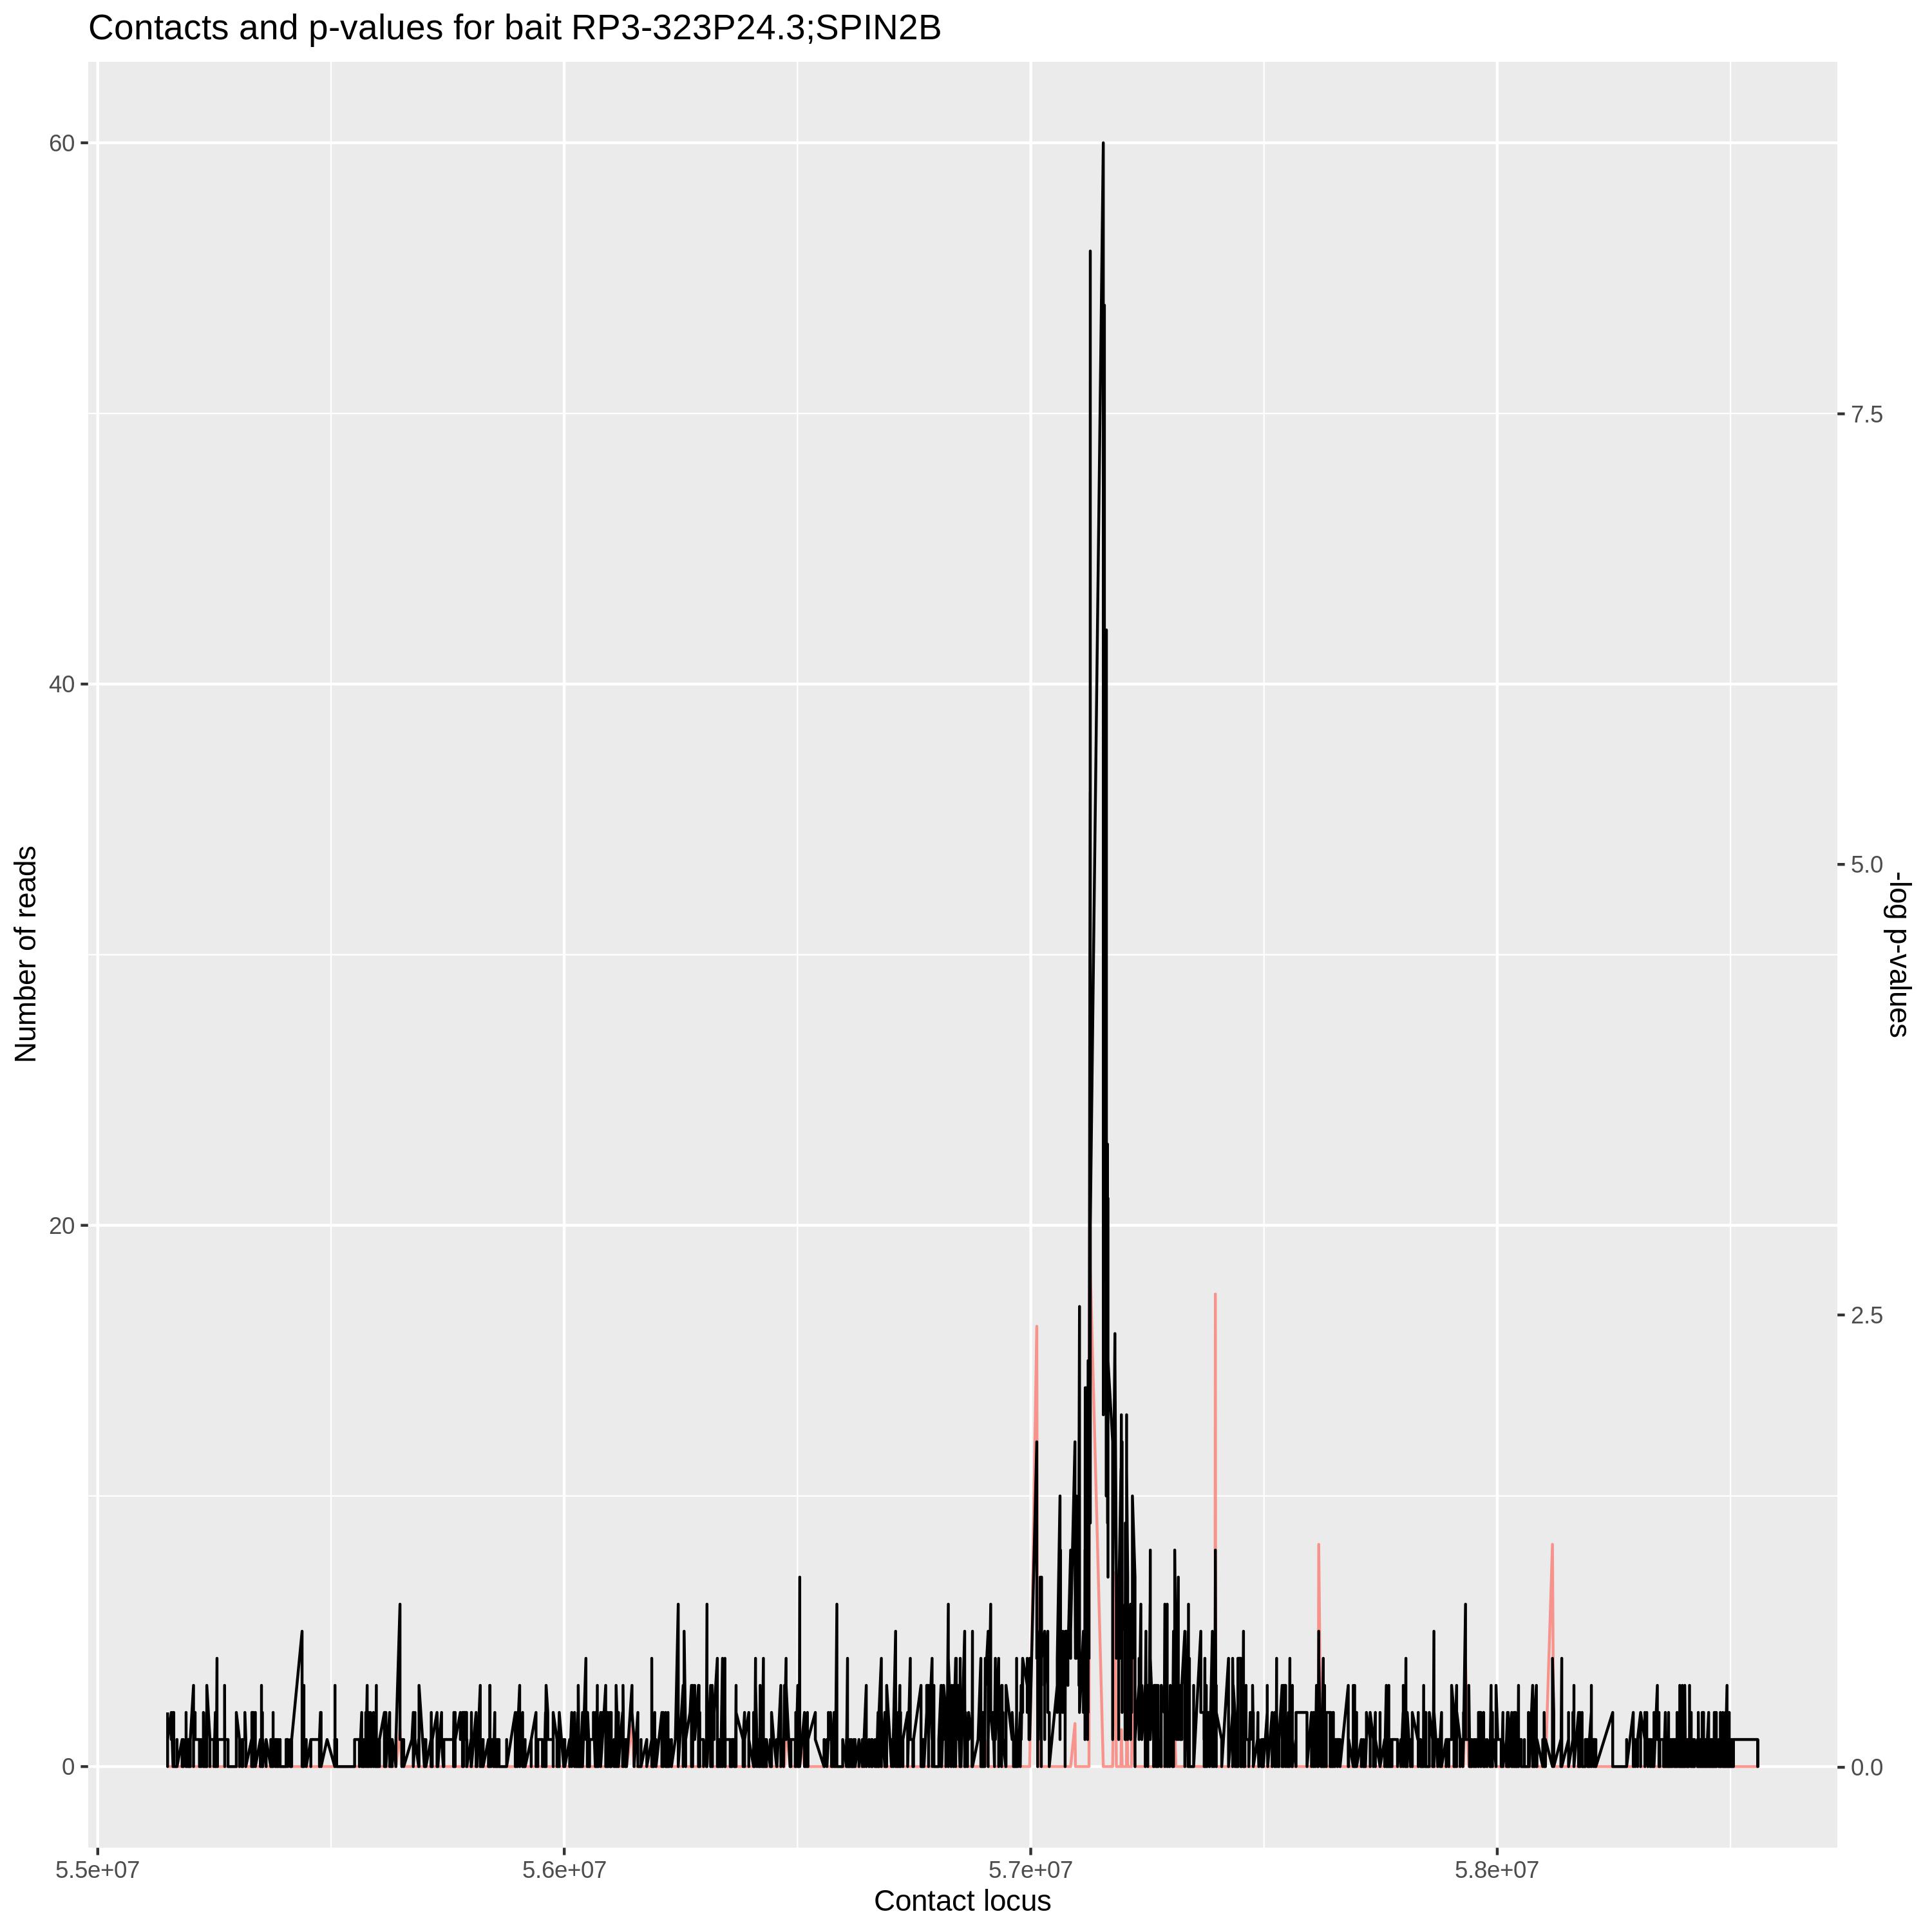 Contacts and p-values for bait RP3-323P24.3;SPIN2B
60
40
20
0
Number of reads
7.5
5.0
2.5
0.0
-log p-values
5.5e+07
5.6e+07
5.7e+07
5.8e+07
Contact locus